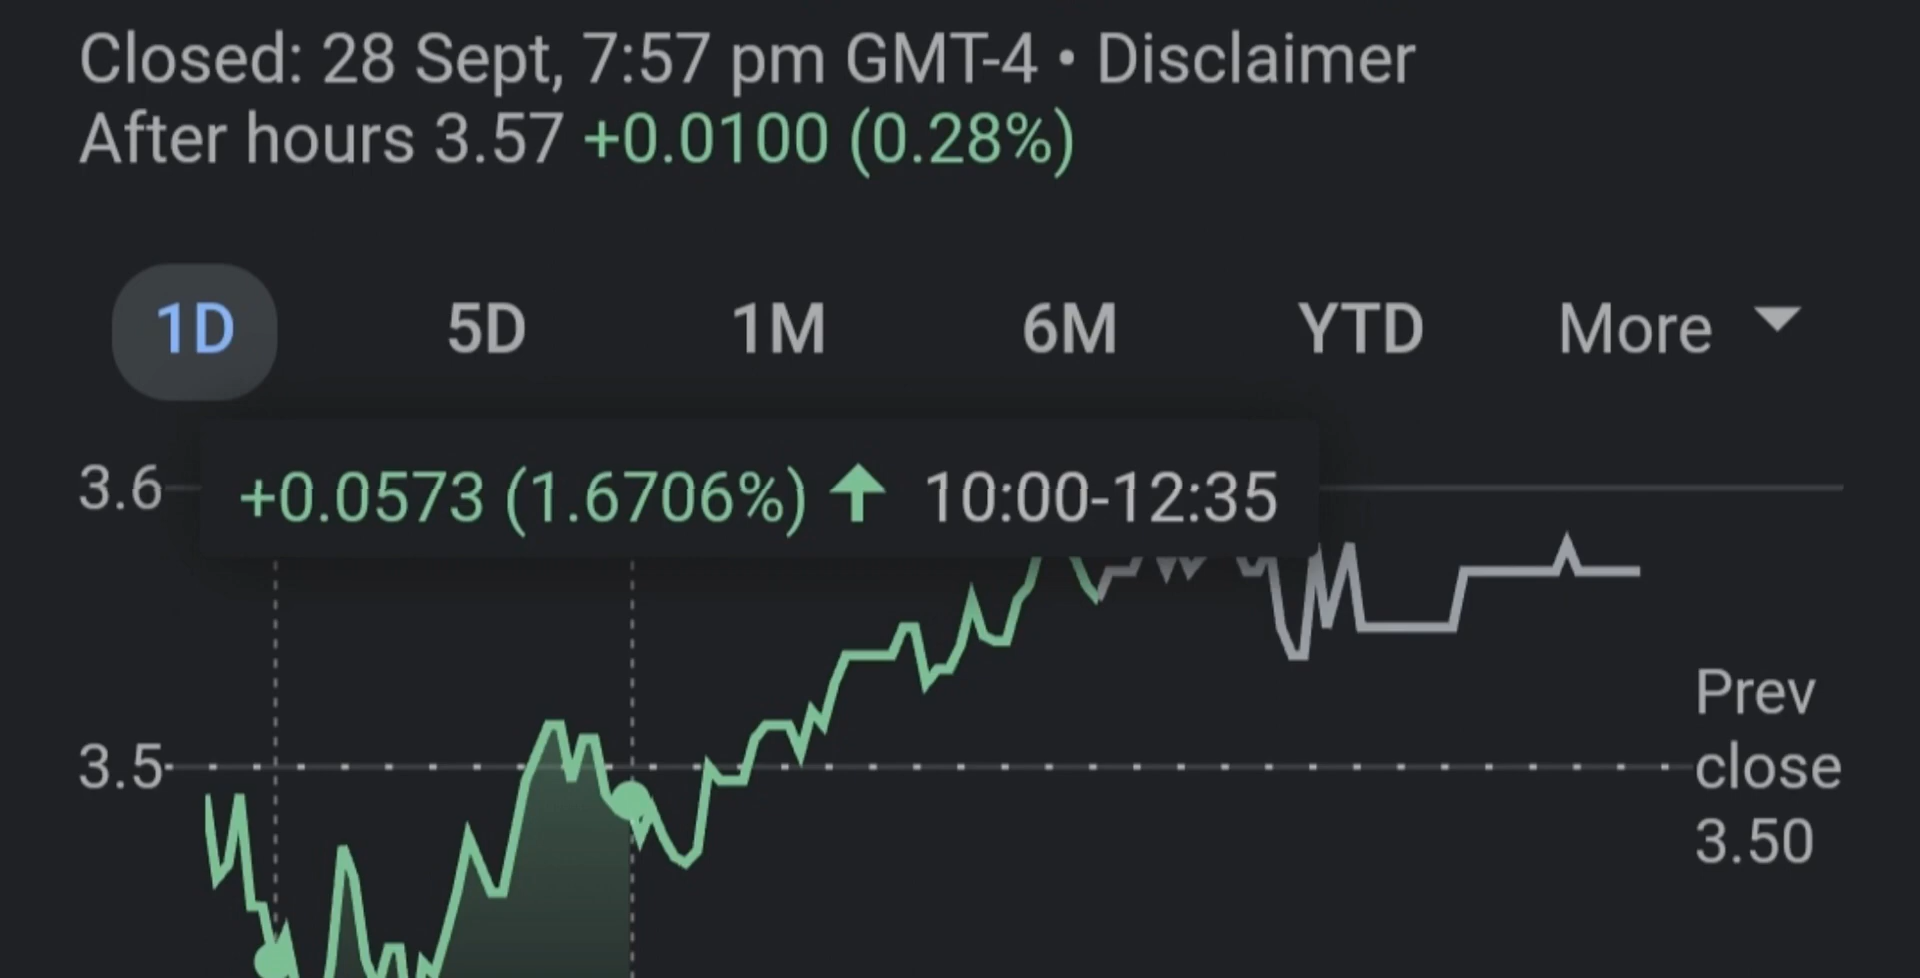 Closed: 28 Sept, 7:57 pm GMT-4 • Disclaimer
After hours 3.57 +0.0100 (0.28%)
1D 5D 1M 6M YTD More
3.6
+0.0573 (1.6706%) 10:00-12:35
3.5
Prev
close
3.50